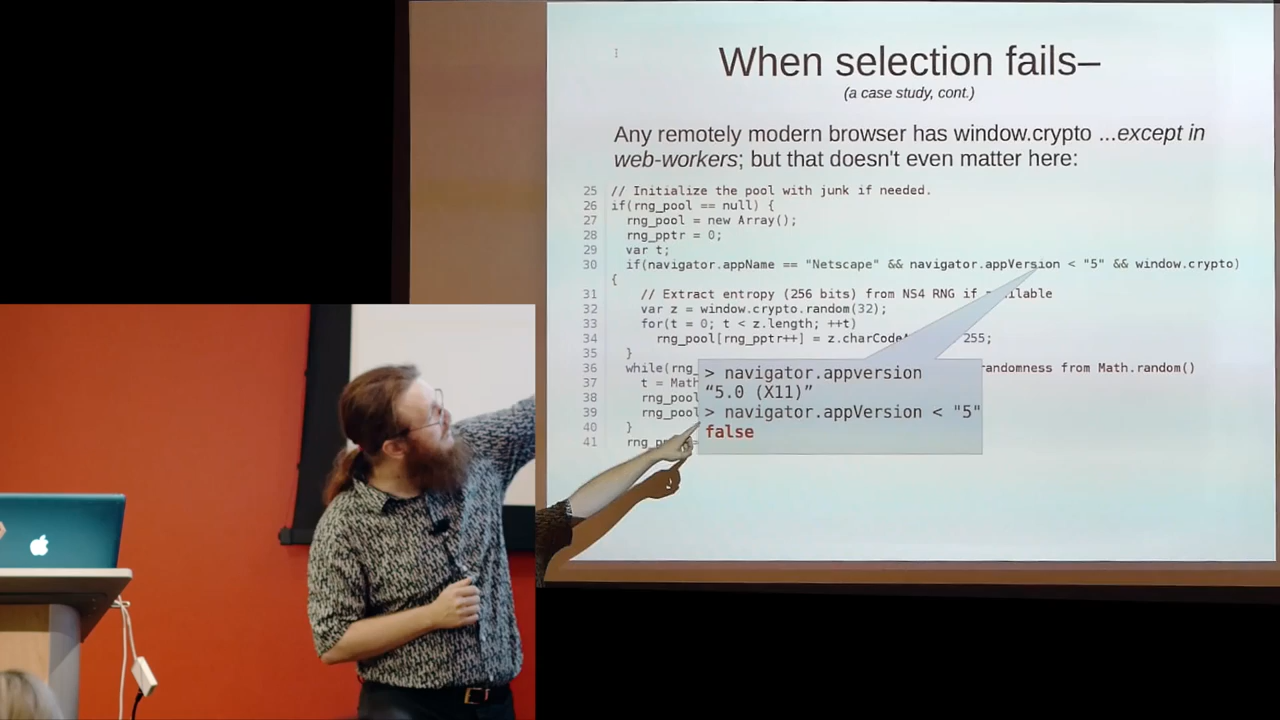 1
When selection fails–
(a case study, cont.)
Any remotely modern browser has window.crypto ...except in
web-workers; but that doesn't even matter here:
25 // Initialize the pool with junk if needed.
26 if(rng_pool == null) {
27 rng_pool = new Array();
28 rng_pptr = 0;
29 var t;
30 if(navigator.appName == "Netscape" && navigator.appVersion < "5" && window.crypto)
{
31 // Extract entropy (256 bits) from NS4 RNG if lable
32 var z = window.crypto.random(32);
33 for(t = 0; t < z.length; ++t)
34 rng_pool[rng_pptr++] = z.charCode 255;
35 }
36 while(rng_ randomness from Math.random()
37 t = Math
38 rng_pool
39 rng_pool
40 }
41 rng_
> navigator.appversion
“5.0 (X11)”
> navigator.appVersion < "5"
false